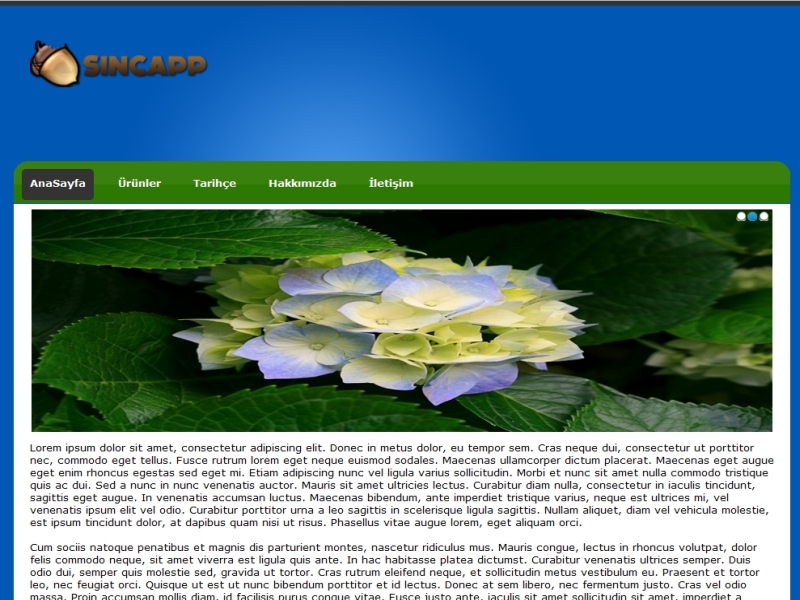 SINCAPP
AnaSayfa Ürünler Tarihçe Hakkımızda İletişim
Lorem ipsum dolor sit amet, consectetur adipiscing elit. Donec in metus dolor, eu tempor sem. Cras neque dui, consectetur ut porttitor
nec, commodo eget tellus. Fusce rutrum lorem eget neque euismod sodales. Maecenas ullamcorper dictum placerat. Maecenas eget augue
eget enim rhoncus egestas sed eget mi. Etiam adipiscing nunc vel ligula varius sollicitudin. Morbi et nunc sit amet nulla commodo tristique
quis ac dui. Sed a nunc in nunc venenatis auctor. Mauris sit amet ultricies lectus. Curabitur diam nulla, consectetur in iaculis tincidunt,
sagittis eget augue. In venenatis accumsan luctus. Maecenas bibendum, ante imperdiet tristique varius, neque est ultrices mi, vel
venenatis ipsum elit vel odio. Curabitur porttitor urna a leo sagittis in scelerisque ligula sagittis. Nullam aliquet, diam vel vehicula molestie,
est ipsum tincidunt dolor, at dapibus quam nisi ut risus. Phasellus vitae augue lorem, eget aliquam orci.
Cum sociis natoque penatibus et magnis dis parturient montes, nascetur ridiculus mus. Mauris congue, lectus in rhoncus volutpat, dolor
felis commodo neque, sit amet viverra est ligula quis ante. In hac habitasse platea dictumst. Curabitur venenatis ultrices semper. Duis
odio dui, semper quis molestie sed, gravida ut tortor. Cras rutrum eleifend neque, et sollicitudin metus vestibulum eu. Praesent et tortor
leo, nec feugiat orci. Quisque ut est ut nunc bibendum porttitor et id lectus. Donec at sem libero, nec fermentum justo. Cras vel odio
massa. Proin accumsan mollis diam, id facilisis purus congue vitae. Fusce justo ante, iaculis sit amet sollicitudin sit amet, imperdiet a